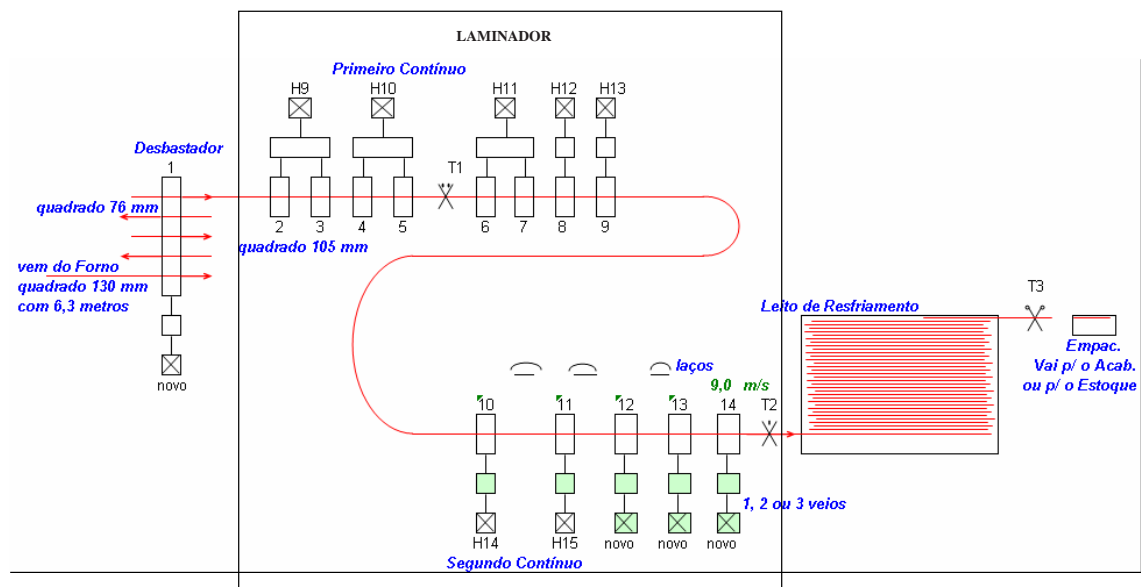 LAMINADOR
Primeiro Contínuo
H9
H10
H11
H12
H13
Desbastador
1
T1
quadrado 76 mm
2
3
4
5
6
7
8
9
quadrado 105 mm
vem do Forno
quadrado 130 mm
com 6,3 metros
novo
T3
Leito de Resfriamento
Empac.
Vai p/ o Acab.
ou p/ o Estoque
laços
9,0 m/s
10
11
12
13
14
T2
1, 2 ou 3 veios
H14
H15
novo
novo
novo
Segundo Contínuo